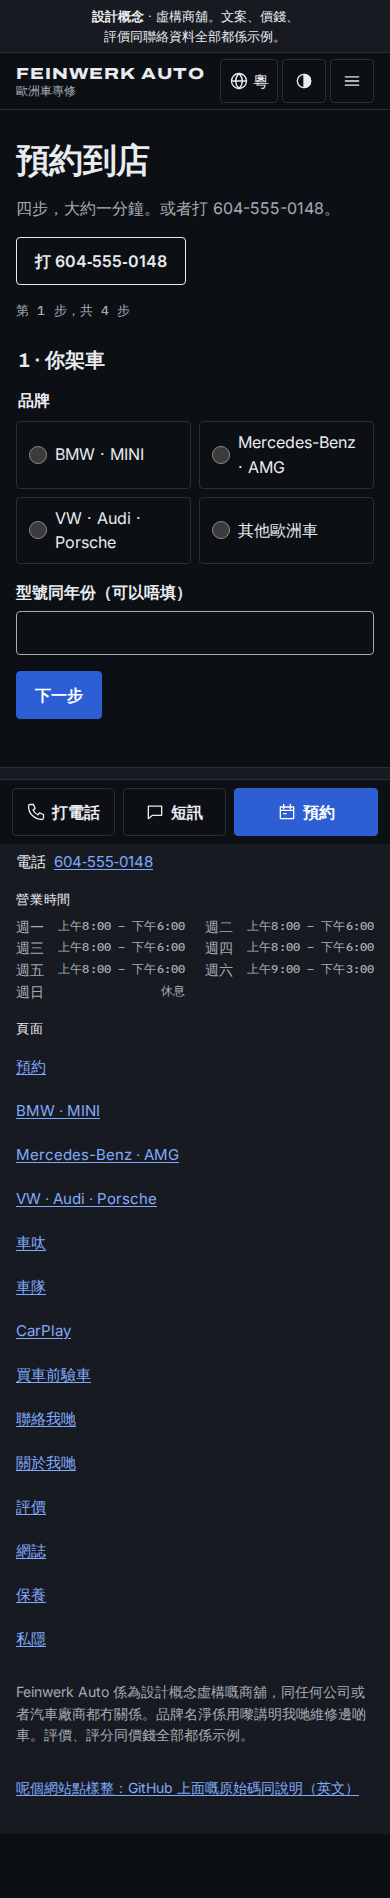 設計概念 · 虛構商舖。文案、價錢、
評價同聯絡資料全部都係示例。
FEINWERK AUTO
歐洲車專修
粵
預約到店
四步，大約一分鐘。或者打 604-555-0148。
打 604-555-0148
第 1 步，共 4 步
1 · 你架車
品牌
BMW · MINI
Mercedes-Benz
· AMG
VW · Audi ·
Porsche
其他歐洲車
型號同年份（可以唔填）
下一步
打電話
短訊
預約
電話 604-555-0148
營業時間
週一 上午8:00 – 下午6:00 週二 上午8:00 – 下午6:00
週三 上午8:00 – 下午6:00 週四 上午8:00 – 下午6:00
週五 上午8:00 – 下午6:00 週六 上午9:00 – 下午3:00
週日 休息
頁面
預約
BMW · MINI
Mercedes-Benz · AMG
VW · Audi · Porsche
車呔
車隊
CarPlay
買車前驗車
聯絡我哋
關於我哋
評價
網誌
保養
私隱
Feinwerk Auto 係為設計概念虛構嘅商舖，同任何公司或
者汽車廠商都冇關係。品牌名淨係用嚟講明我哋維修邊啲
車。評價、評分同價錢全部都係示例。
呢個網站點樣整：GitHub 上面嘅原始碼同說明（英文）